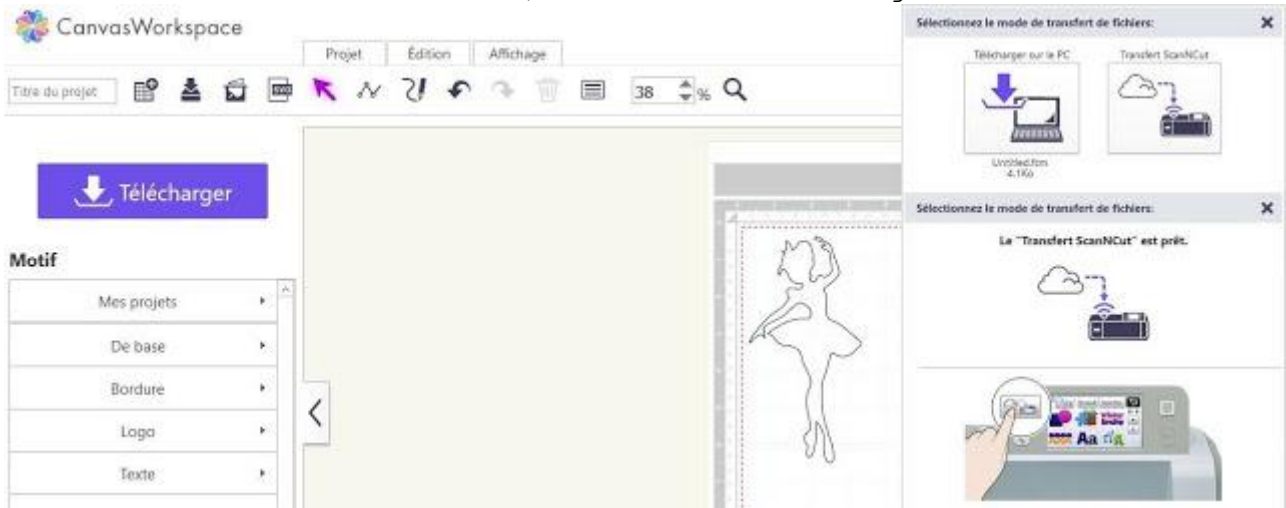 CanvasWorkspace
Projet
Édition
Affichage
Titre du projet
SVG
38
%
Télécharger
Motif
Mes projets
De base
Bordure
Logo
Texte
Sélectionnez le mode de transfert de fichiers:
Télécharger sur le PC
Transfert ScanNCut
Untitled.fcm
4.1Ko
Sélectionnez le mode de transfert de fichiers:
Le "Transfert ScanNCut" est prêt.
Aa